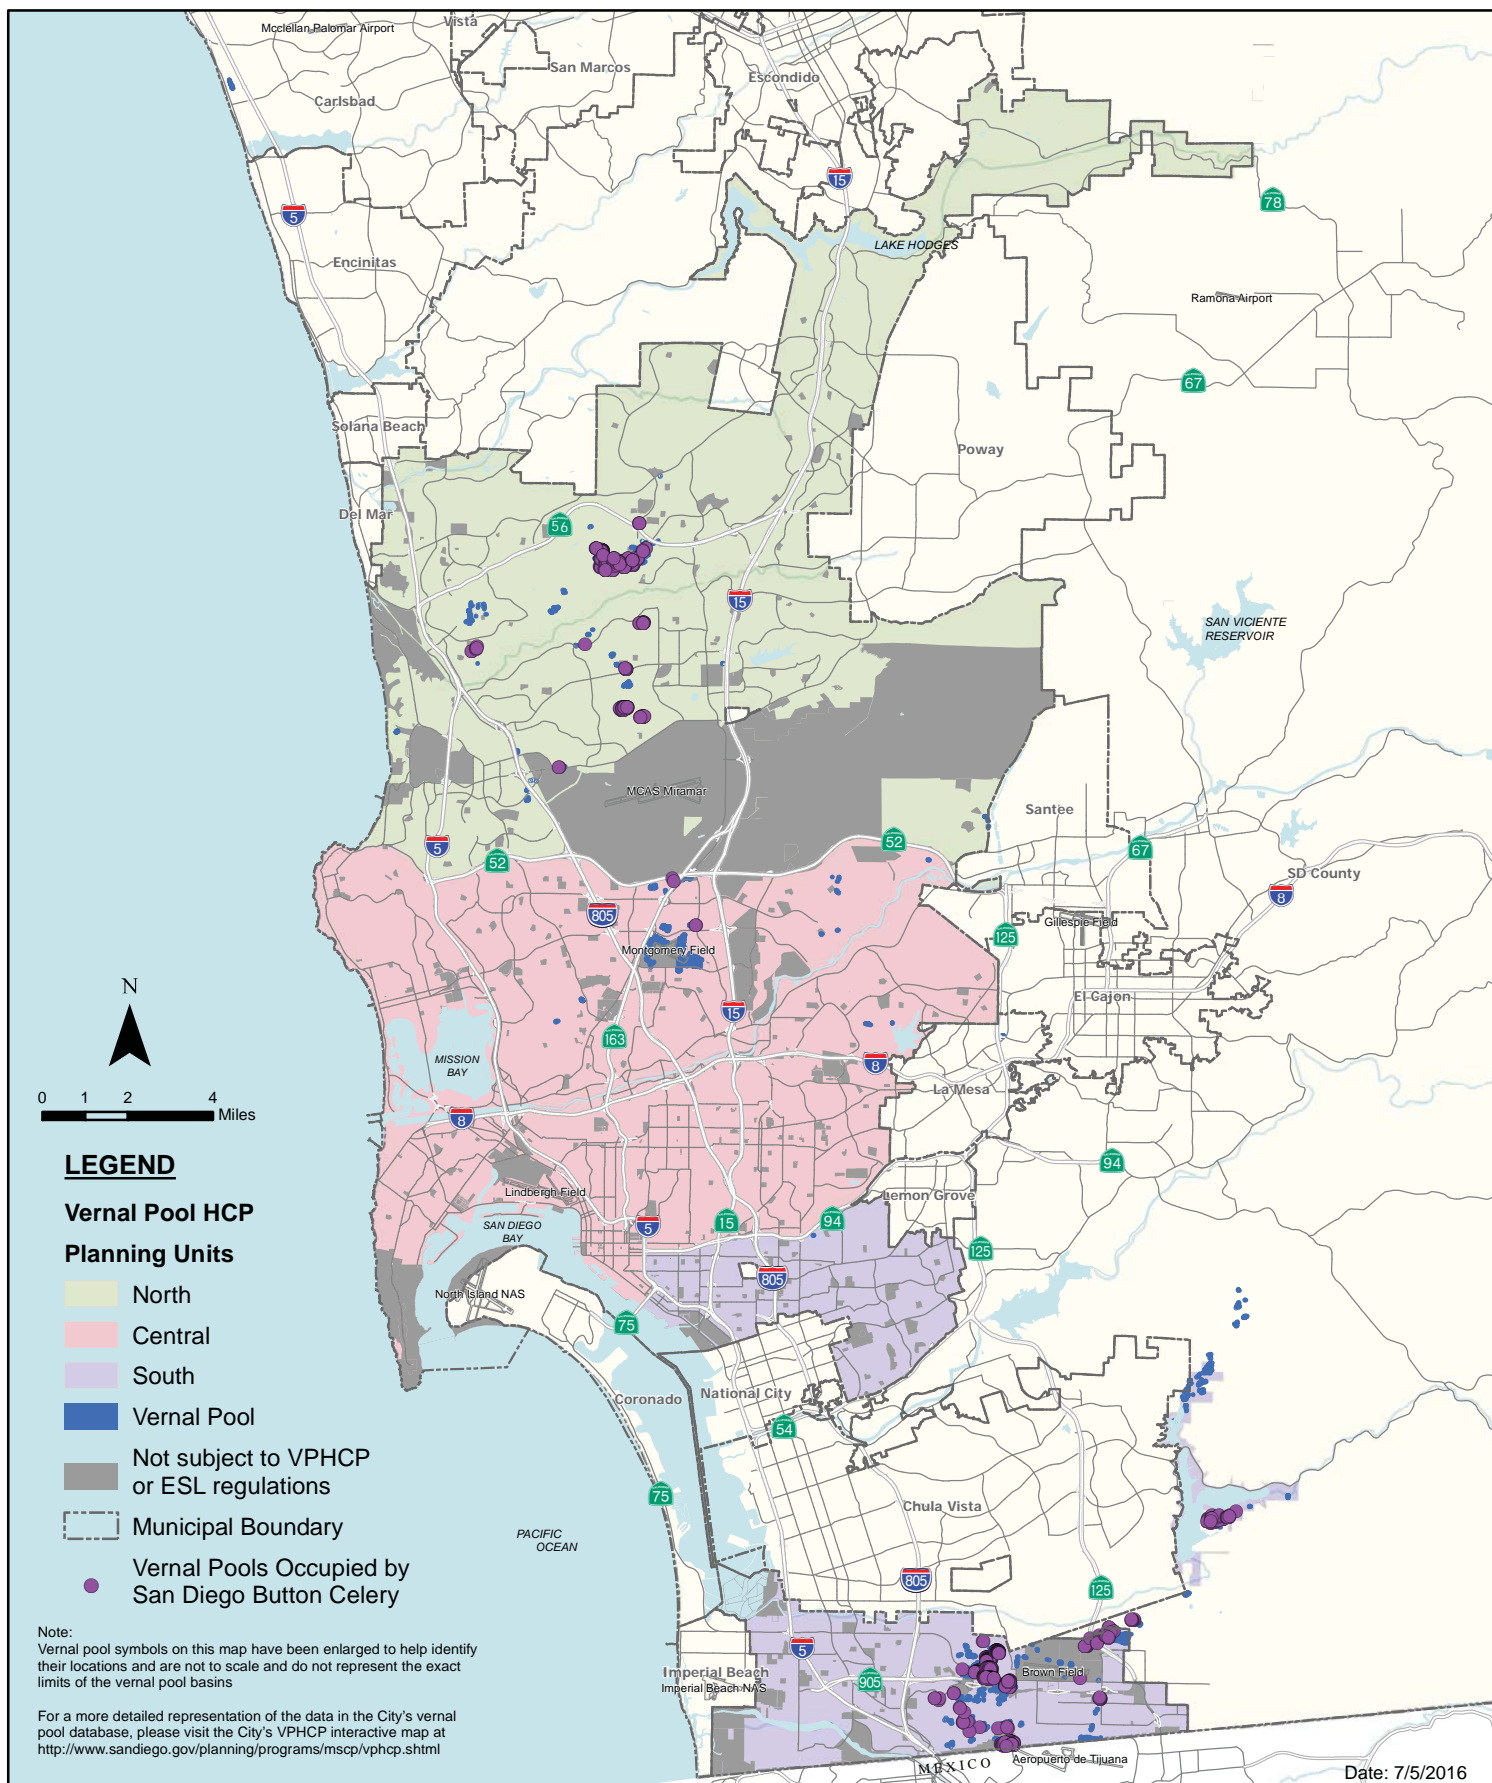 Mcclellan-Palomar Airport
Vista
San Marcos
Escondido
Carlsbad
15
78
5
LAKE HODGES
Encinitas
Ramona Airport
67
Solana Beach
Poway
Del Mar
56
15
SAN VICIENTE
RESERVOIR
MCAS Miramar
Santee
5
52
52
67
SD County
8
805
Gillespie Field
125
Montgomery Field
El Cajon
N
15
163
MISSION
BAY
8
La Mesa
0 1 2 4
Miles
8
94
LEGEND
Lindbergh Field
Lemon Grove
Vernal Pool HCP
SAN DIEGO
BAY
5
15
94
125
Planning Units
805
North
North Island NAS
75
Central
South
Coronado
National City
Vernal Pool
54
Not subject to VPHCP
or ESL regulations
75
Chula Vista
Municipal Boundary
PACIFIC
OCEAN
Vernal Pools Occupied by
San Diego Button Celery
805
125
Note:
Vernal pool symbols on this map have been enlarged to help identify
their locations and are not to scale and do not represent the exact
limits of the vernal pool basins
5
Imperial Beach
Imperial Beach NAS
905
Brown Field
For a more detailed representation of the data in the City's vernal
pool database, please visit the City's VPHCP interactive map at
http://www.sandiego.gov/planning/programs/mscp/vphcp.shtml
MEXICO
Aeropuerto de Tijuana
Date: 7/5/2016